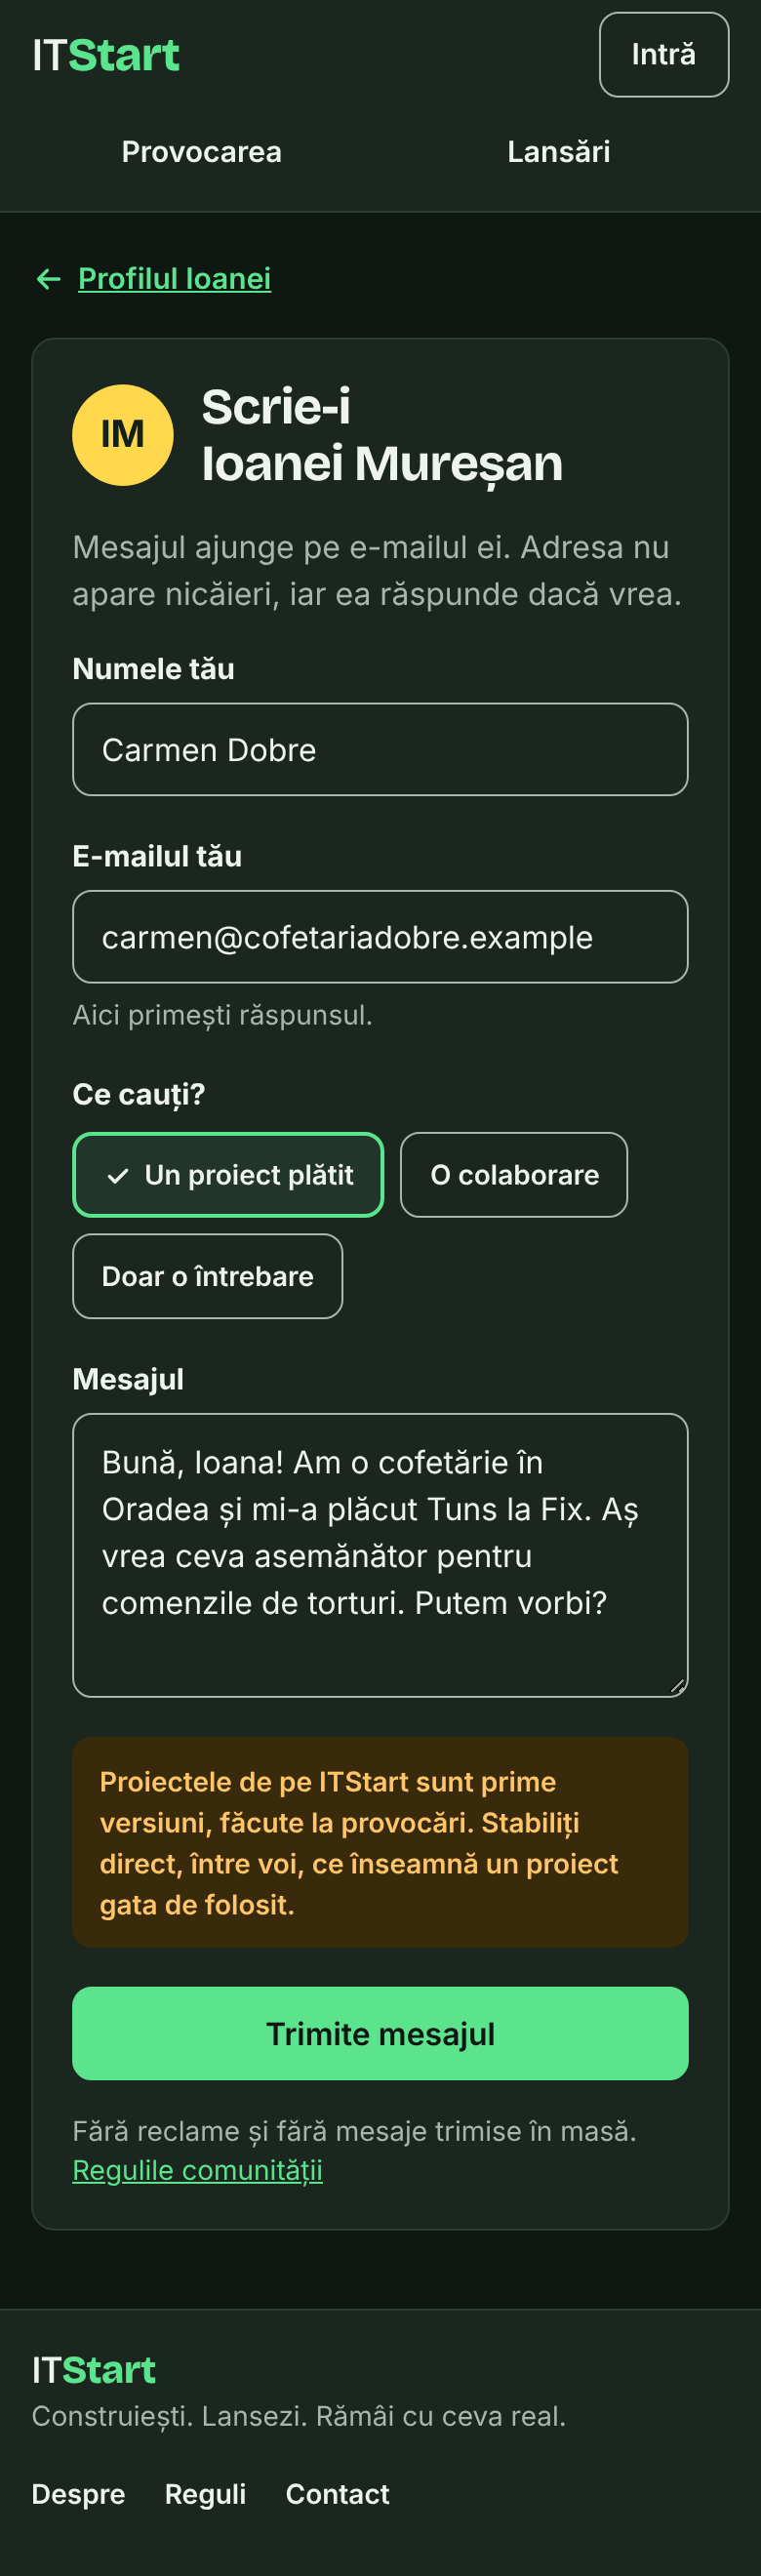 ITStart
Intră
Provocarea
Lansări
← Profilul Ioanei
IM
Scrie-i
Ioanei Mureșan
Mesajul ajunge pe e-mailul ei. Adresa nu
apare nicăieri, iar ea răspunde dacă vrea.
Numele tău
Carmen Dobre
E-mailul tău
carmen@cofetariadobre.example
Aici primești răspunsul.
Ce cauți?
✓ Un proiect plătit
O colaborare
Doar o întrebare
Mesajul
Bună, Ioana! Am o cofetărie în
Oradea și mi-a plăcut Tuns la Fix. Aș
vrea ceva asemănător pentru
comenzile de torturi. Putem vorbi?
Proiectele de pe ITStart sunt prime
versiuni, făcute la provocări. Stabiliți
direct, între voi, ce înseamnă un proiect
gata de folosit.
Trimite mesajul
Fără reclame și fără mesaje trimise în masă.
Regulile comunității
ITStart
Construiești. Lansezi. Rămâi cu ceva real.
Despre
Reguli
Contact